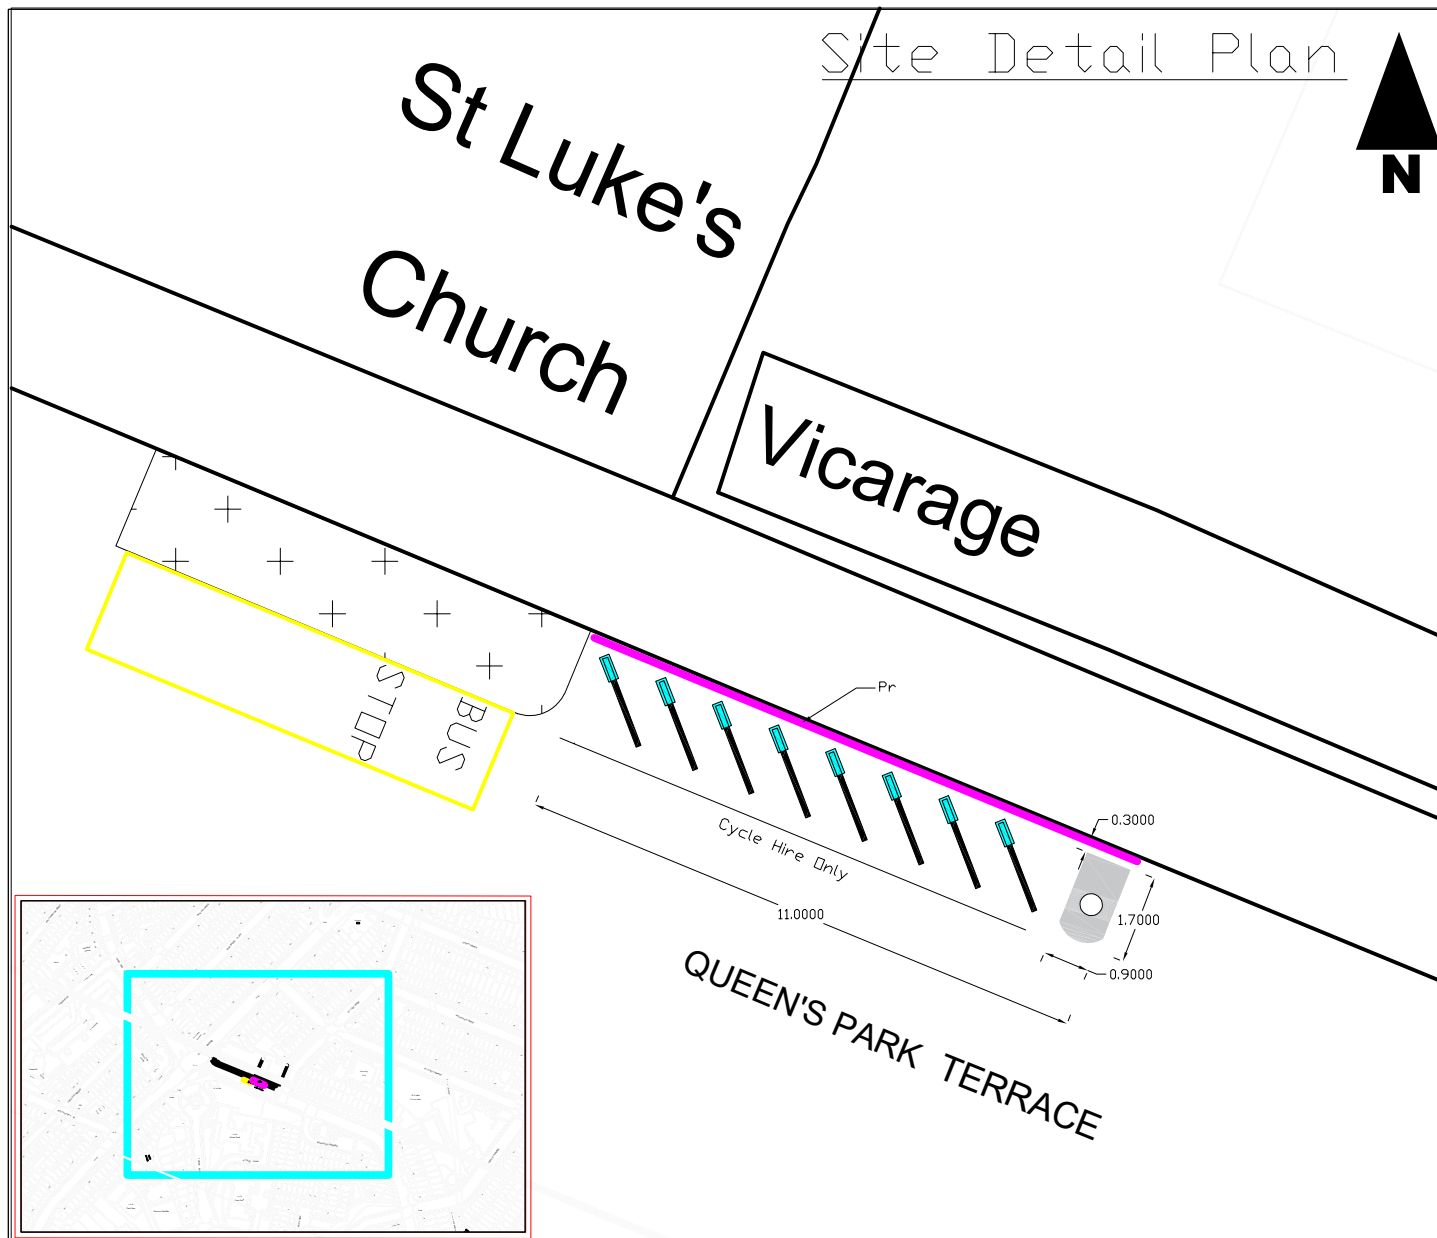 Site Detail Plan
N
St Luke's
Church
Vicarage
BUS
STOP
Pr
Cycle Hire Only
0.3000
11.0000
1.7000
0.9000
QUEEN'S PARK TERRACE